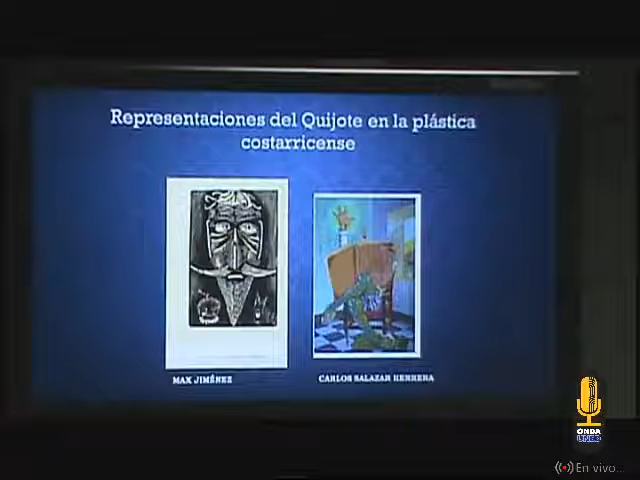 Representaciones del Quijote en la plástica
costarricense
MAX JIMÉNEZ
CARLOS SALAZAR HERRERA
ONDA
UNED
En vivo...